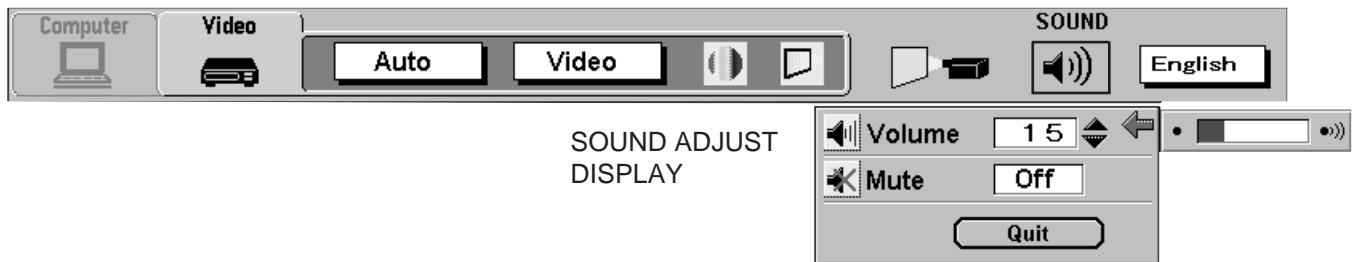 Computer Video SOUND
Auto Video English
SOUND ADJUST
DISPLAY
Volume 15
Mute Off
Quit